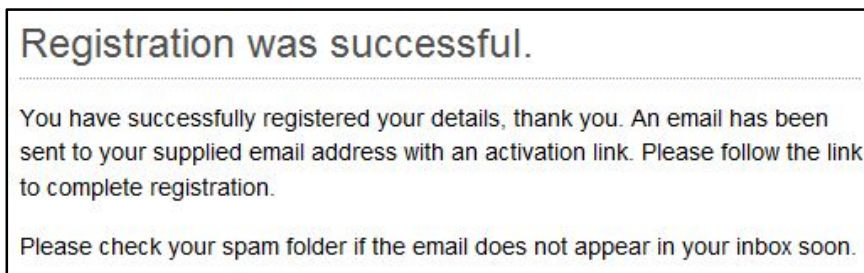 Registration was successful.
You have successfully registered your details, thank you. An email has been
sent to your supplied email address with an activation link. Please follow the link
to complete registration.
Please check your spam folder if the email does not appear in your inbox soon.